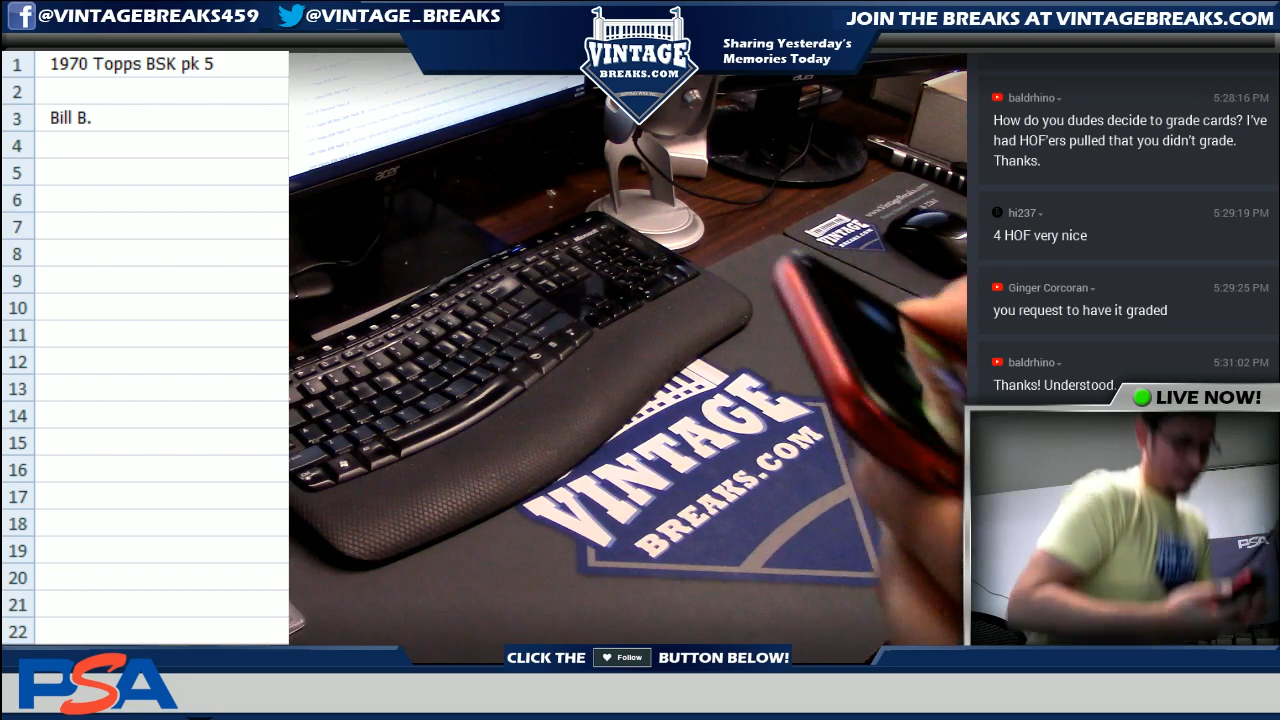 @VINTAGEBREAKS459
@VINTAGE_BREAKS
VINTAGE
BREAKS.COM
Sharing Yesterday's
Memories Today
JOIN THE BREAKS AT VINTAGEBREAKS.COM
1 1970 Topps BSK pk 5
2
3 Bill B.
4
5
6
7
8
9
10
11
12
13
14
15
16
17
18
19
20
21
22
acer
VINTAGE
BREAKS.COM
VINTAGE
BREAKS.COM
baldrhino 5:28:16 PM
How do you dudes decide to grade cards? I've
had HOF'ers pulled that you didn't grade.
Thanks.
hi237 5:29:19 PM
4 HOF very nice
Ginger Corcoran 5:29:25 PM
you request to have it graded
baldrhino 5:31:02 PM
Thanks! Understood.
LIVE NOW!
PSA
CLICK THE Follow BUTTON BELOW!
PSA